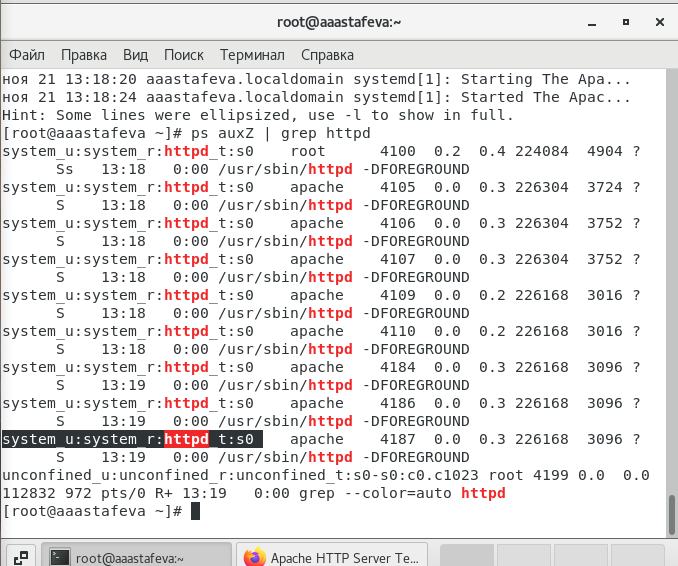 root@aaastafeva:~
Файл Правка Вид Поиск Терминал Справка
ноя 21 13:18:20 aaastafeva.localdomain systemd[1]: Starting The Apa...
ноя 21 13:18:24 aaastafeva.localdomain systemd[1]: Started The Apac...
Hint: Some lines were ellipsized, use -l to show in full.
[root@aaastafeva ~]# ps auxZ | grep httpd
system_u:system_r:httpd_t:s0    root      4100  0.2  0.4 224084  4904 ?
      Ss   13:18   0:00 /usr/sbin/httpd -DFOREGROUND
system_u:system_r:httpd_t:s0    apache    4105  0.0  0.3 226304  3724 ?
      S    13:18   0:00 /usr/sbin/httpd -DFOREGROUND
system_u:system_r:httpd_t:s0    apache    4106  0.0  0.3 226304  3752 ?
      S    13:18   0:00 /usr/sbin/httpd -DFOREGROUND
system_u:system_r:httpd_t:s0    apache    4107  0.0  0.3 226304  3752 ?
      S    13:18   0:00 /usr/sbin/httpd -DFOREGROUND
system_u:system_r:httpd_t:s0    apache    4109  0.0  0.2 226168  3016 ?
      S    13:18   0:00 /usr/sbin/httpd -DFOREGROUND
system_u:system_r:httpd_t:s0    apache    4110  0.0  0.2 226168  3016 ?
      S    13:18   0:00 /usr/sbin/httpd -DFOREGROUND
system_u:system_r:httpd_t:s0    apache    4184  0.0  0.3 226168  3096 ?
      S    13:19   0:00 /usr/sbin/httpd -DFOREGROUND
system_u:system_r:httpd_t:s0    apache    4186  0.0  0.3 226168  3096 ?
      S    13:19   0:00 /usr/sbin/httpd -DFOREGROUND
system_u:system_r:httpd_t:s0    apache    4187  0.0  0.3 226168  3096 ?
      S    13:19   0:00 /usr/sbin/httpd -DFOREGROUND
unconfined_u:unconfined_r:unconfined_t:s0-s0:c0.c1023 root 4199 0.0  0.0
112832 972 pts/0 R+ 13:19   0:00 grep --color=auto httpd
[root@aaastafeva ~]#
root@aaastafeva:~ Apache HTTP Server Te...